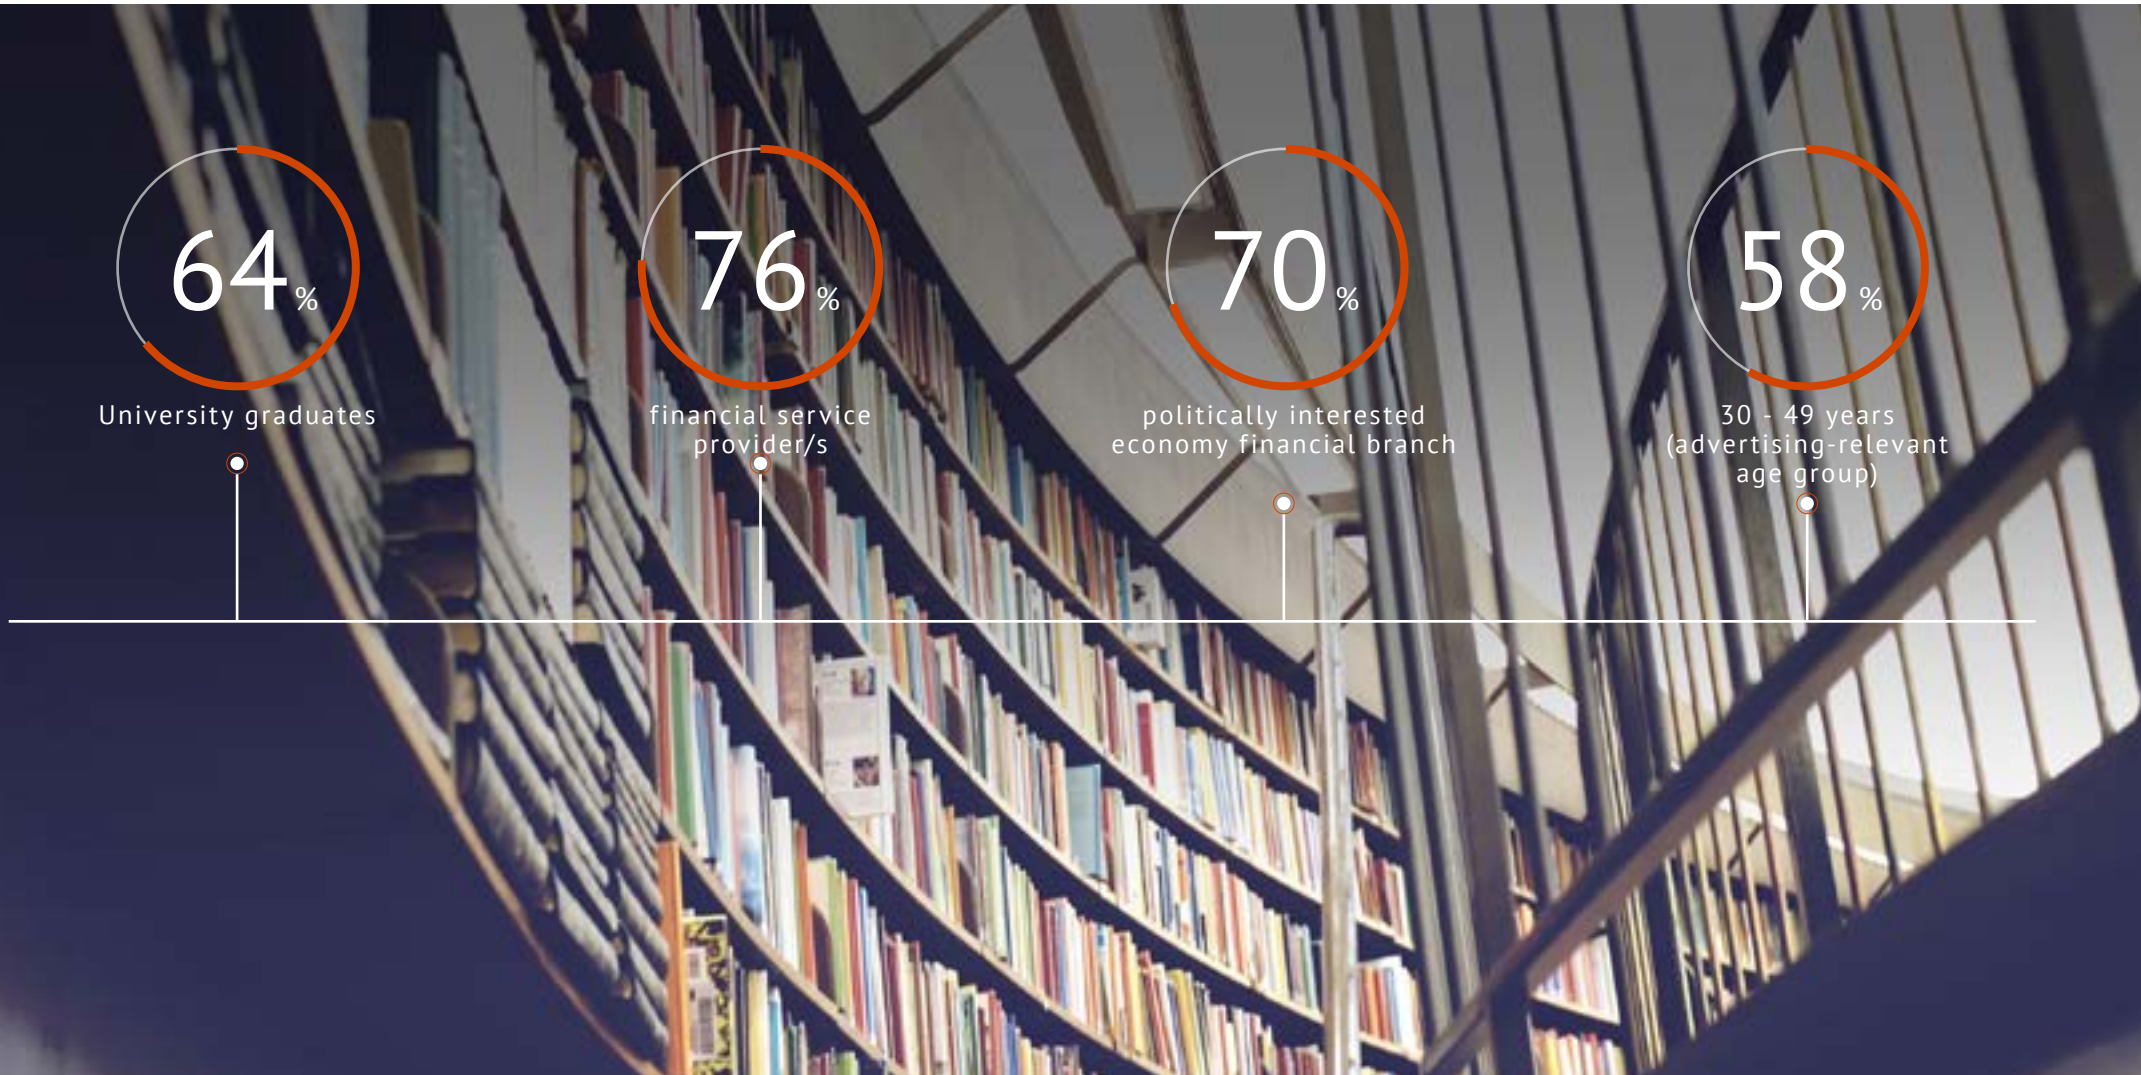 64%
University graduates
76%
financial service
provider/s
70%
politically interested
economy financial branch
58%
30 - 49 years
(advertising-relevant
age group)